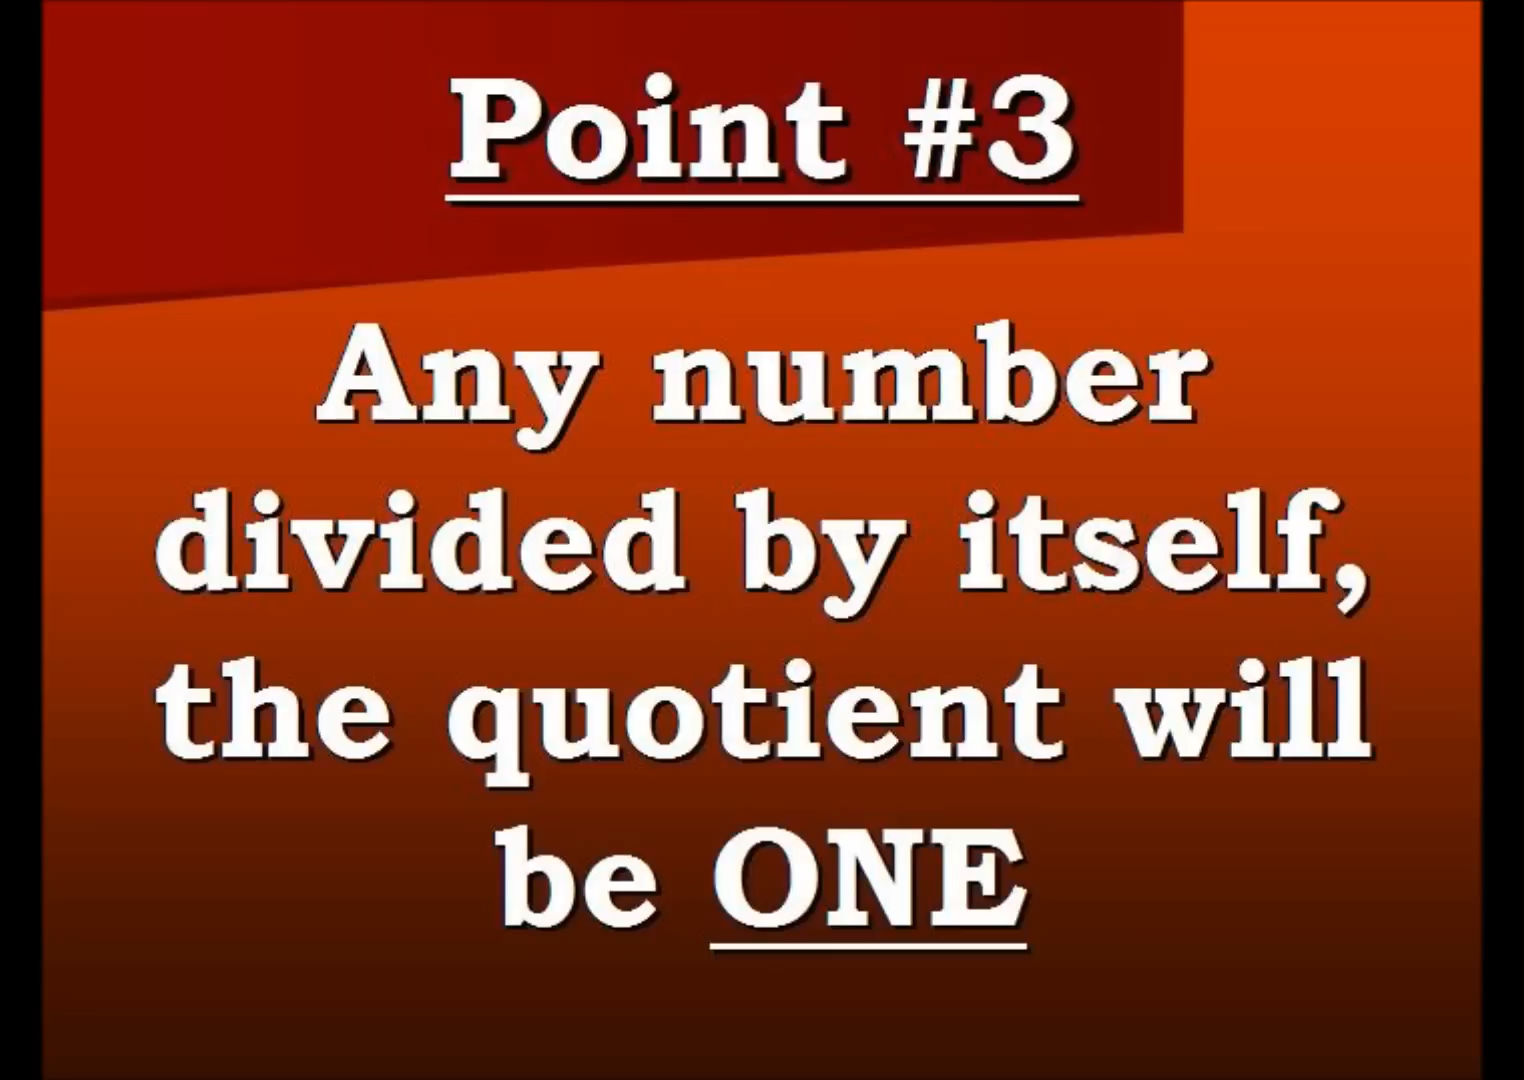 Point #3
Any number
divided by itself,
the quotient will
be ONE